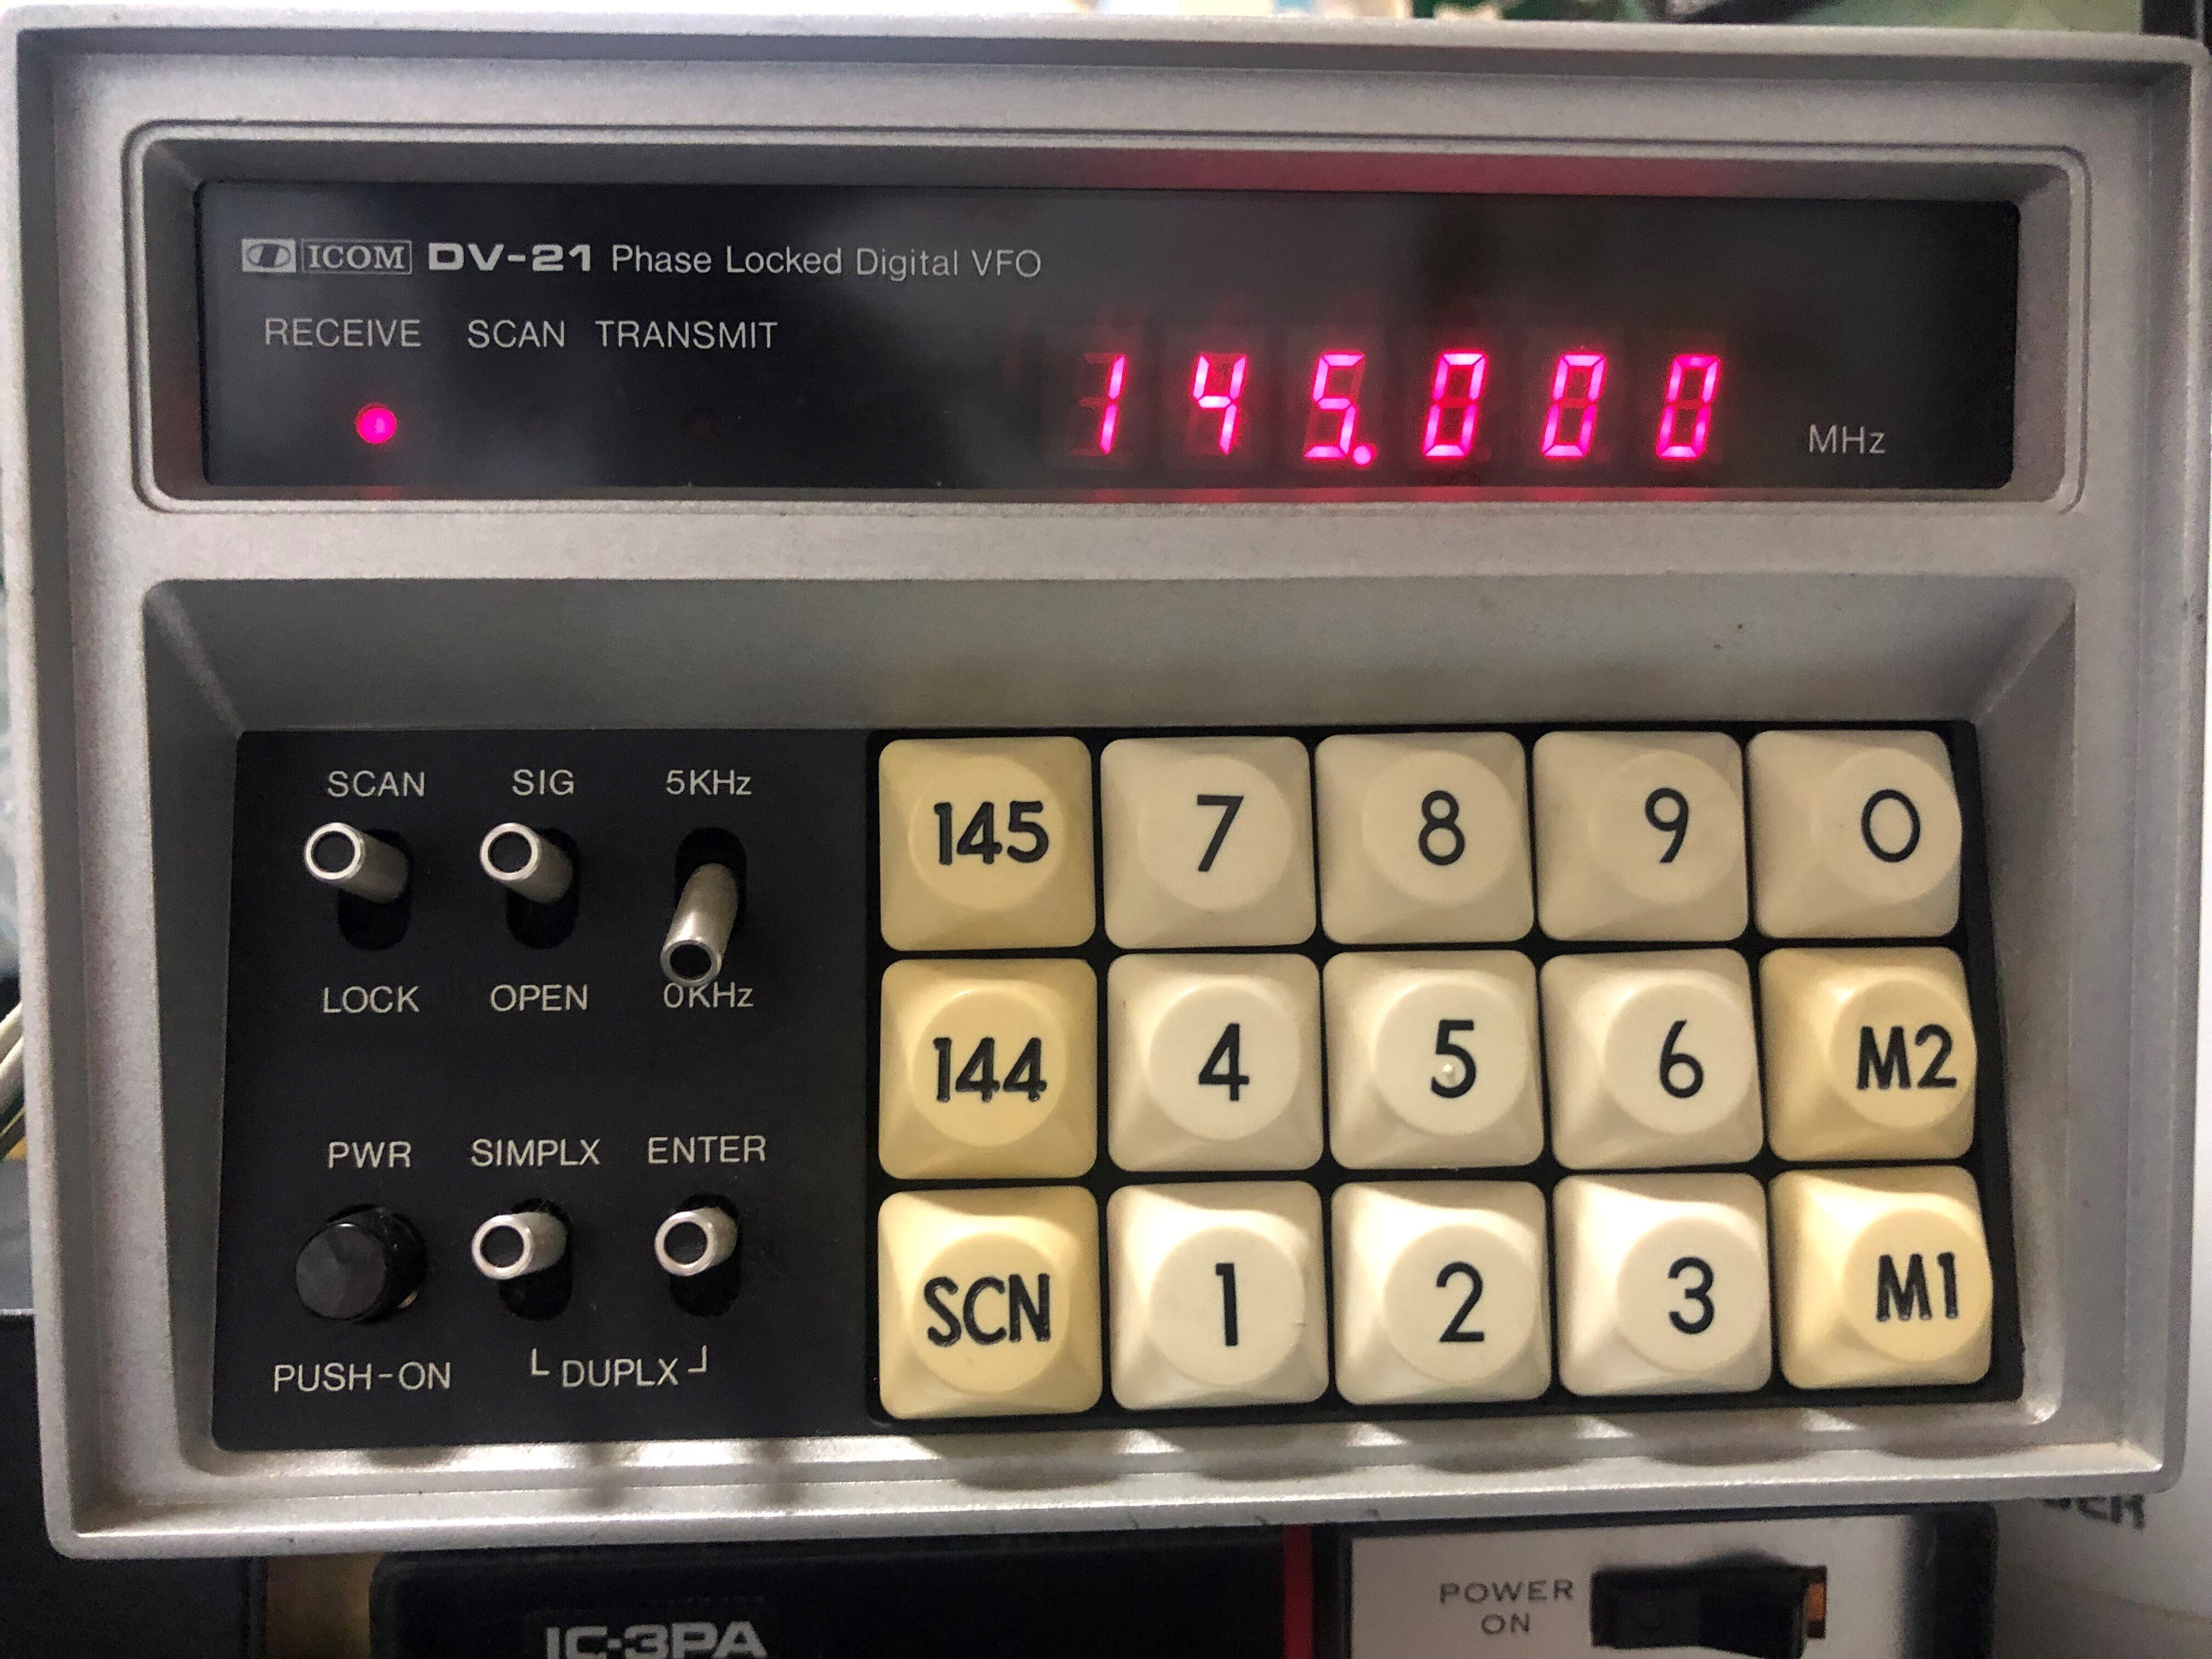 ICOM DV-21 Phase Locked Digital VFO
RECEIVE SCAN TRANSMIT
145.000 MHz
SCAN SIG 5KHz
LOCK OPEN 0KHz
PWR SIMPLX ENTER
PUSH-ON DUPLX
145 7 8 9 0
144 4 5 6 M2
SCN 1 2 3 M1
IC-3PA
POWER
ON